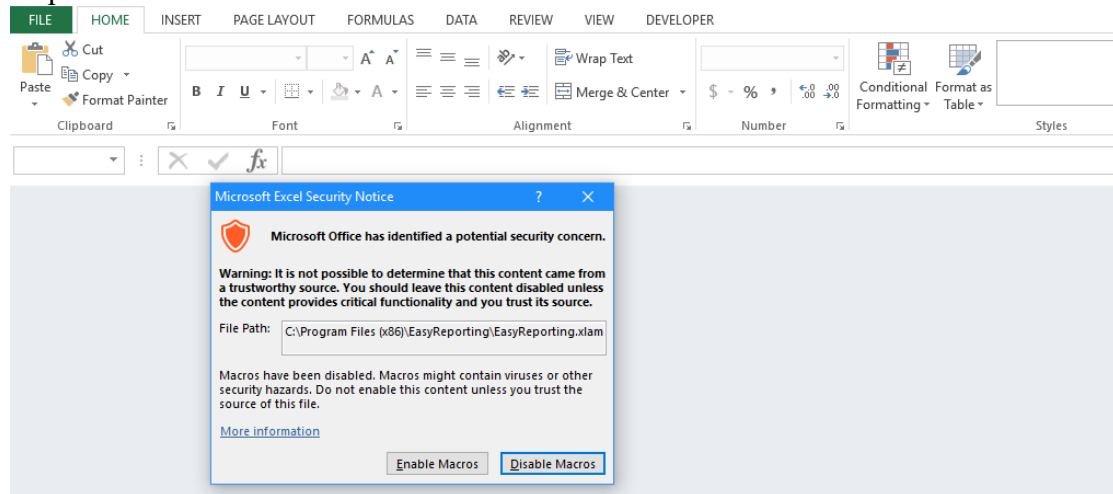 FILE HOME INSERT PAGE LAYOUT FORMULAS DATA REVIEW VIEW DEVELOPER
Cut
Copy
Format Painter
Paste
B I U A A A
Wrap Text
Merge & Center
$ % , .0 .00 .00 .0
Conditional Formatting
Format as Table
Clipboard Font Alignment Number Styles
fx
Microsoft Excel Security Notice ? ×
Microsoft Office has identified a potential security concern.
Warning: It is not possible to determine that this content came from
a trustworthy source. You should leave this content disabled unless
the content provides critical functionality and you trust its source.
File Path: C:\Program Files (x86)\EasyReporting\EasyReporting.xlam
Macros have been disabled. Macros might contain viruses or other
security hazards. Do not enable this content unless you trust the
source of this file.
More information
Enable Macros Disable Macros